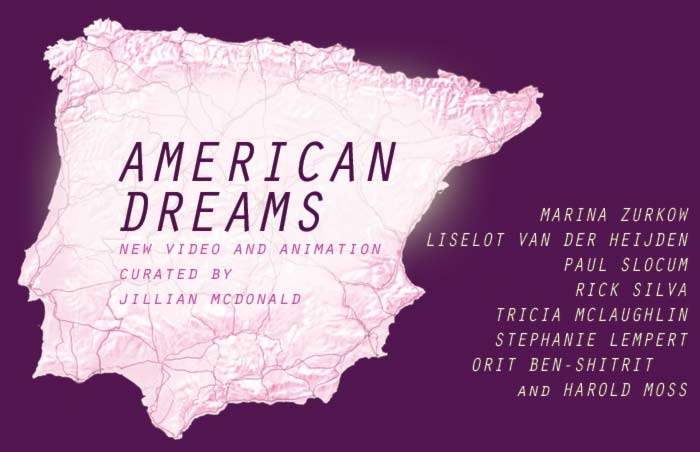 AMERICAN
DREAMS
NEW VIDEO AND ANIMATION
CURATED BY
JILLIAN MCDONALD
MARINA ZURKOW
LISELOT VAN DER HEIJDEN
PAUL SLOCUM
RICK SILVA
TRICIA MCLAUGHLIN
STEPHANIE LEMPERT
ORIT BEN-SHITRIT
AND HAROLD MOSS